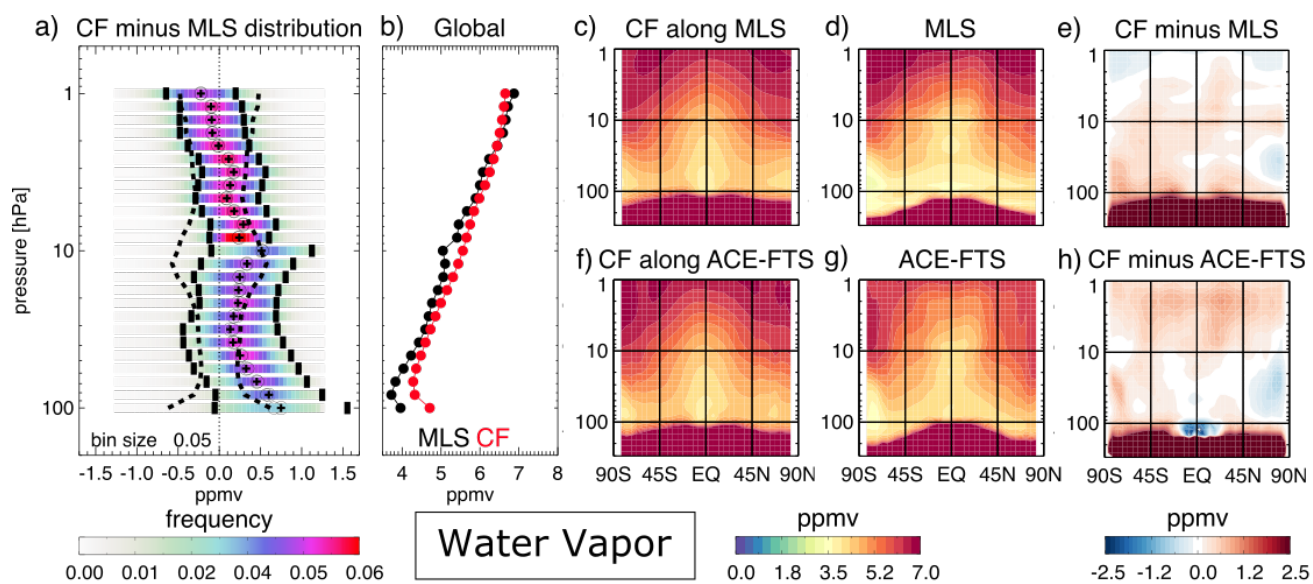 a) CF minus MLS distribution
b) Global
c) CF along MLS
d) MLS
e) CF minus MLS
pressure [hPa]
1
10
100
bin size 0.05
-1.5 -1.0 -0.5 0.0 0.5 1.0 1.5
ppmv
MLS CF
4 5 6 7 8
ppmv
1
10
100
1
10
100
1
10
100
f) CF along ACE-FTS
g) ACE-FTS
h) CF minus ACE-FTS
1
10
100
90S 45S EQ 45N 90N
1
10
100
90S 45S EQ 45N 90N
1
10
100
90S 45S EQ 45N 90N
frequency
0.00 0.01 0.02 0.04 0.05 0.06
Water Vapor
ppmv
0.0 1.8 3.5 5.2 7.0
ppmv
-2.5 -1.2 0.0 1.2 2.5